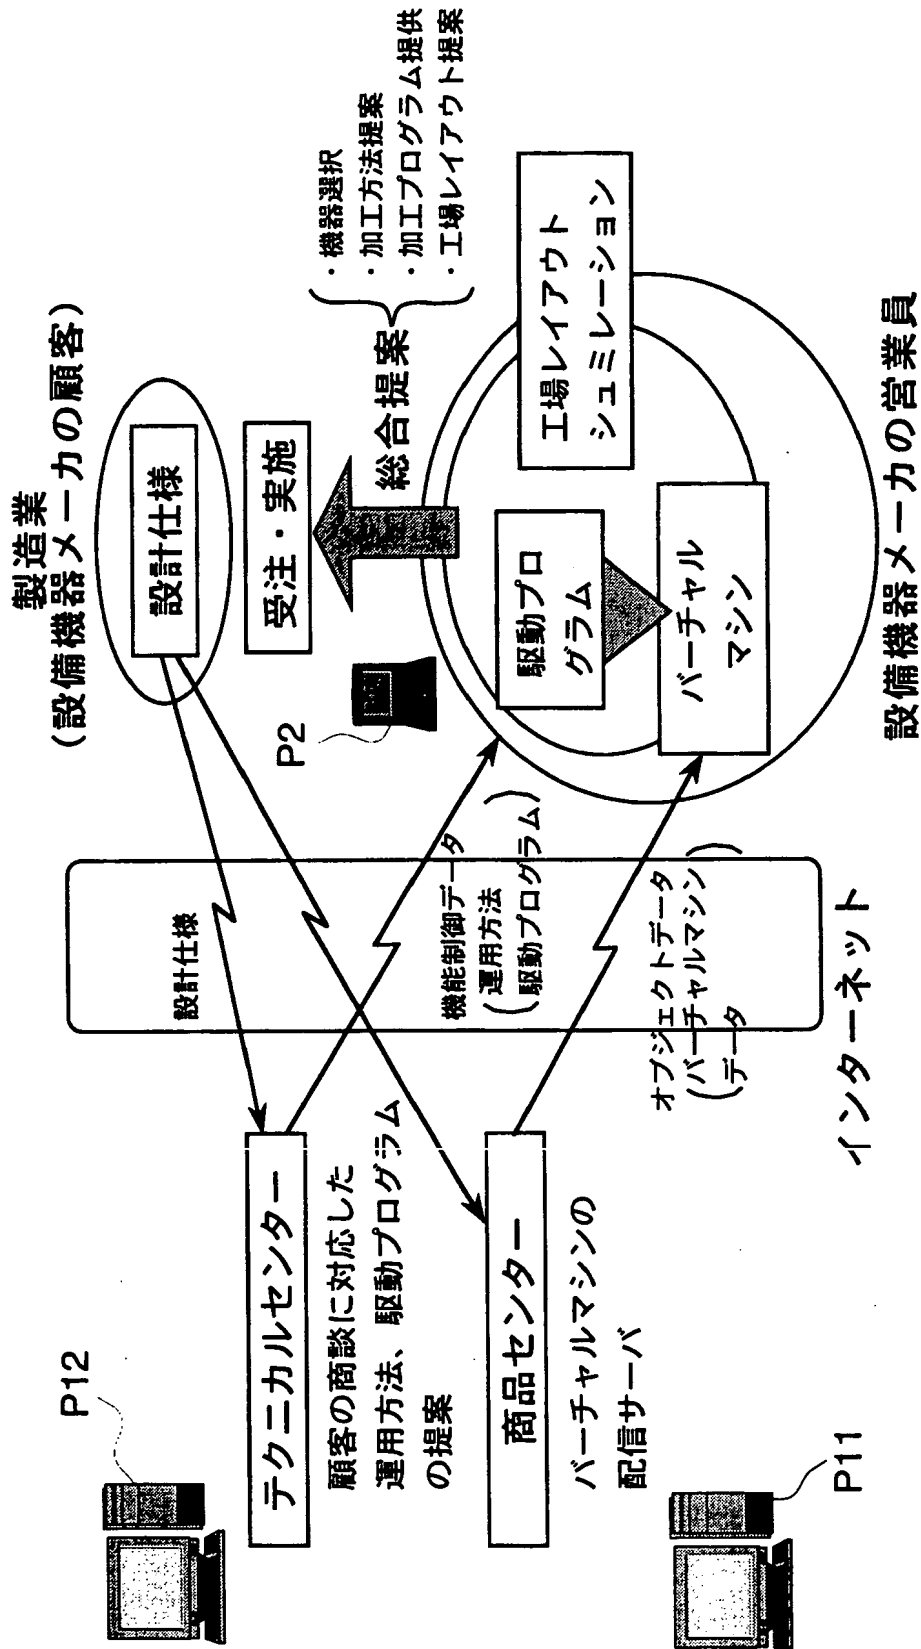 P12
テクニカルセンター
顧客の商談に対応した
運用方法、駆動プログラム
の提案
商品センター
バーチャルマシンの
配信サーバ
P11
設計仕様
機能制御データ
(運用方法
駆動プログラム)
オブジェクトデータ
(バーチャルマシン
データ)
インターネット
製造業
(設備機器メーカの顧客)
設計仕様
受注・実施
P2
総合提案
・機器選択
・加工方法提案
・加工プログラム提供
・工場レイアウト提案
駆動プロ
グラム
バーチャル
マシン
工場レイアウト
シュミレーション
設備機器メーカの営業員